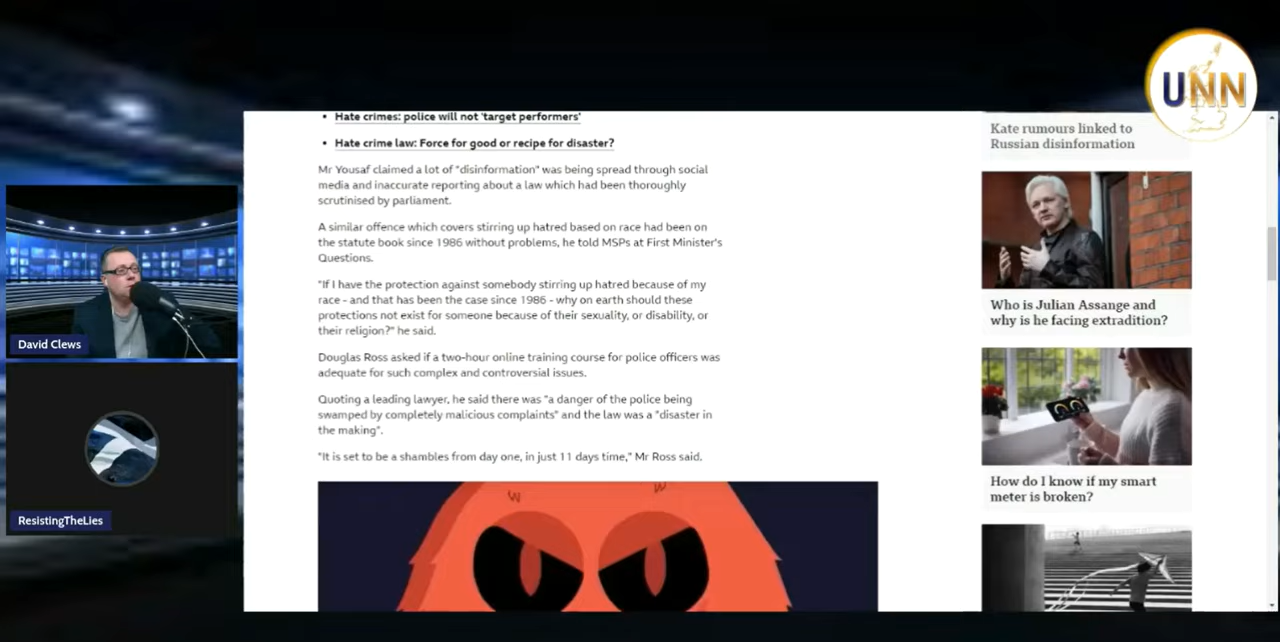 UNN
Hate crimes: police will not 'target performers'
Hate crime law: Force for good or recipe for disaster?
Mr Yousaf claimed a lot of "disinformation" was being spread through social
media and inaccurate reporting about a law which had been thoroughly
scrutinised by parliament.
A similar offence which covers stirring up hatred based on race had been on
the statute book since 1986 without problems, he told MSPs at First Minister's
Questions.
"If I have the protection against somebody stirring up hatred because of my
race - and that has been the case since 1986 - why on earth should these
protections not exist for someone because of their sexuality, or disability, or
their religion?" he said.
Douglas Ross asked if a two-hour online training course for police officers was
adequate for such complex and controversial issues.
Quoting a leading lawyer, he said there was "a danger of the police being
swamped by completely malicious complaints" and the law was a "disaster in
the making".
"It is set to be a shambles from day one, in just 11 days time," Mr Ross said.
Kate rumours linked to
Russian disinformation
Who is Julian Assange and
why is he facing extradition?
How do I know if my smart
meter is broken?
David Clews
ResistingTheLies